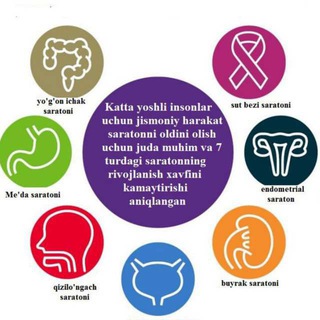 yo'g'on ichak
saratoni
sut bezi saratoni
Katta yoshli insonlar
uchun jismoniy harakat
saratonni oldini olish
uchun juda muhim va 7
turdagi saratonning
rivojlanish xavfini
kamaytirishi
aniqlangan
Me'da saratoni
endometrial
saraton
qizilo'ngach
saratoni
buyrak saratoni